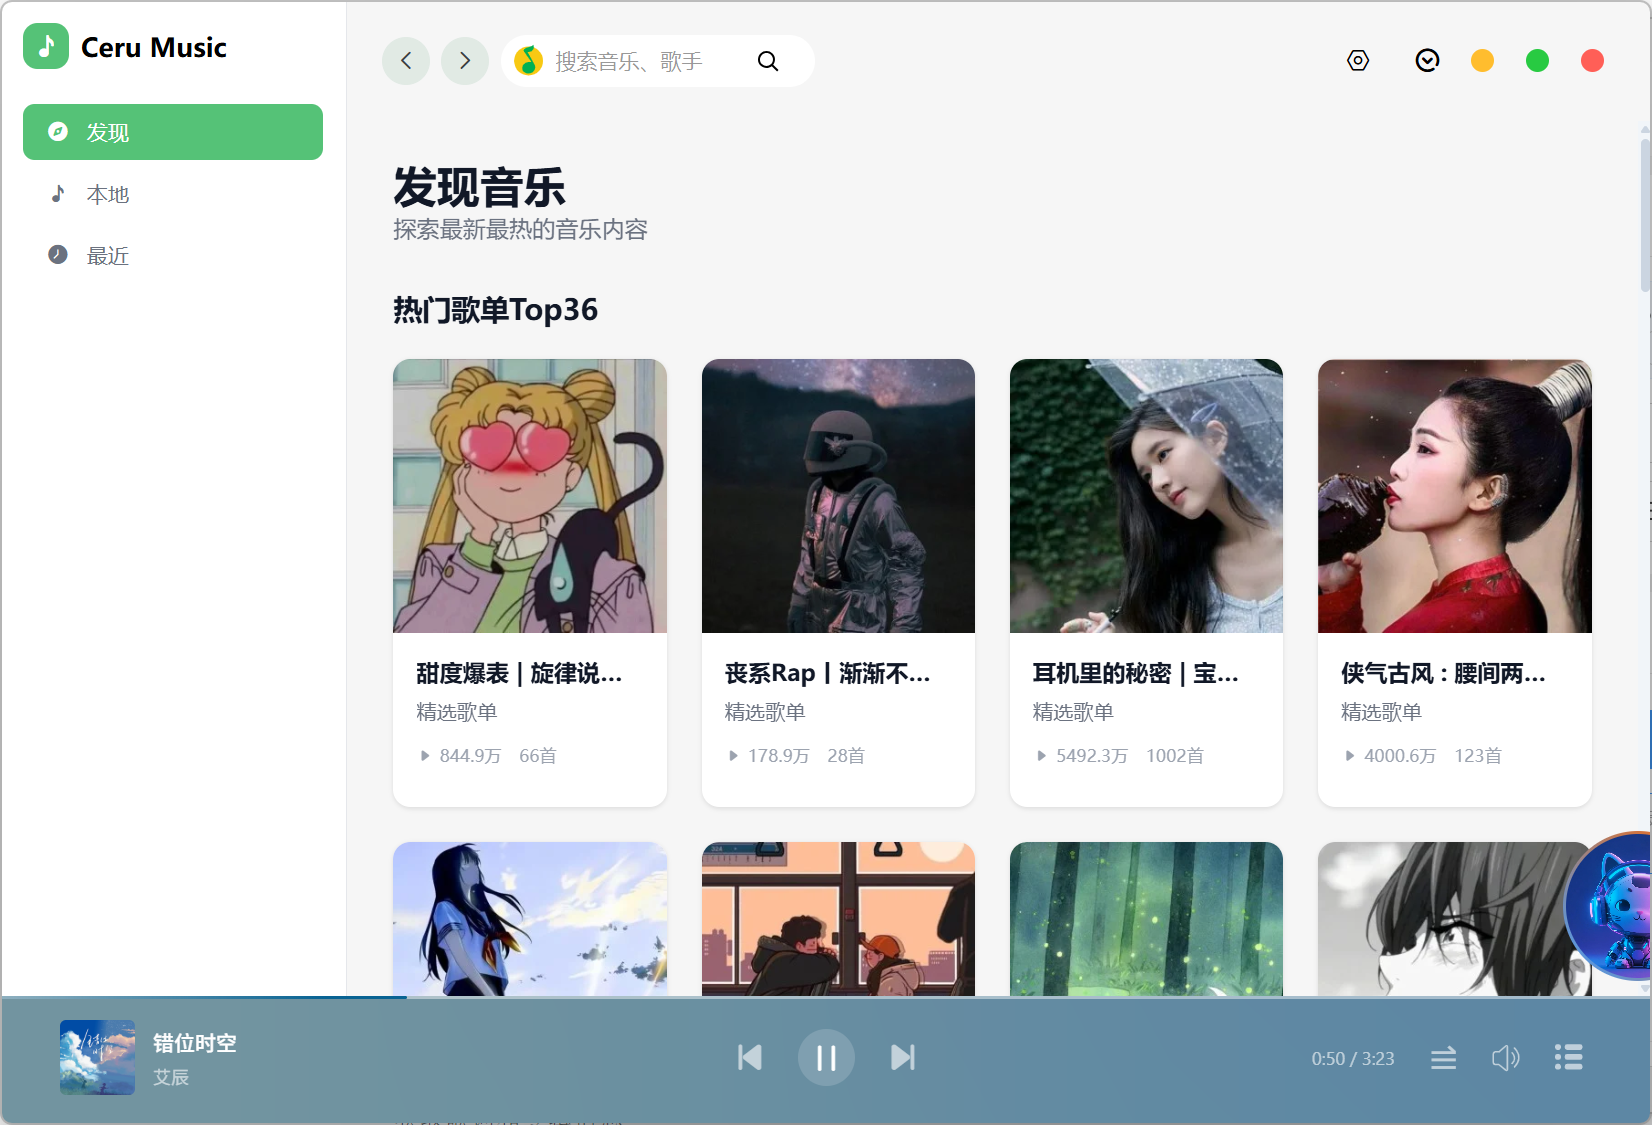 Ceru Music
搜索音乐、歌手
发现
本地
最近
发现音乐
探索最新最热的音乐内容
热门歌单Top36
甜度爆表 | 旋律说...
精选歌单
844.9万 66首
丧系Rap丨渐渐不...
精选歌单
178.9万 28首
耳机里的秘密 | 宝...
精选歌单
5492.3万 1002首
侠气古风：腰间两...
精选歌单
4000.6万 123首
错位时空
艾辰
0:50 / 3:23